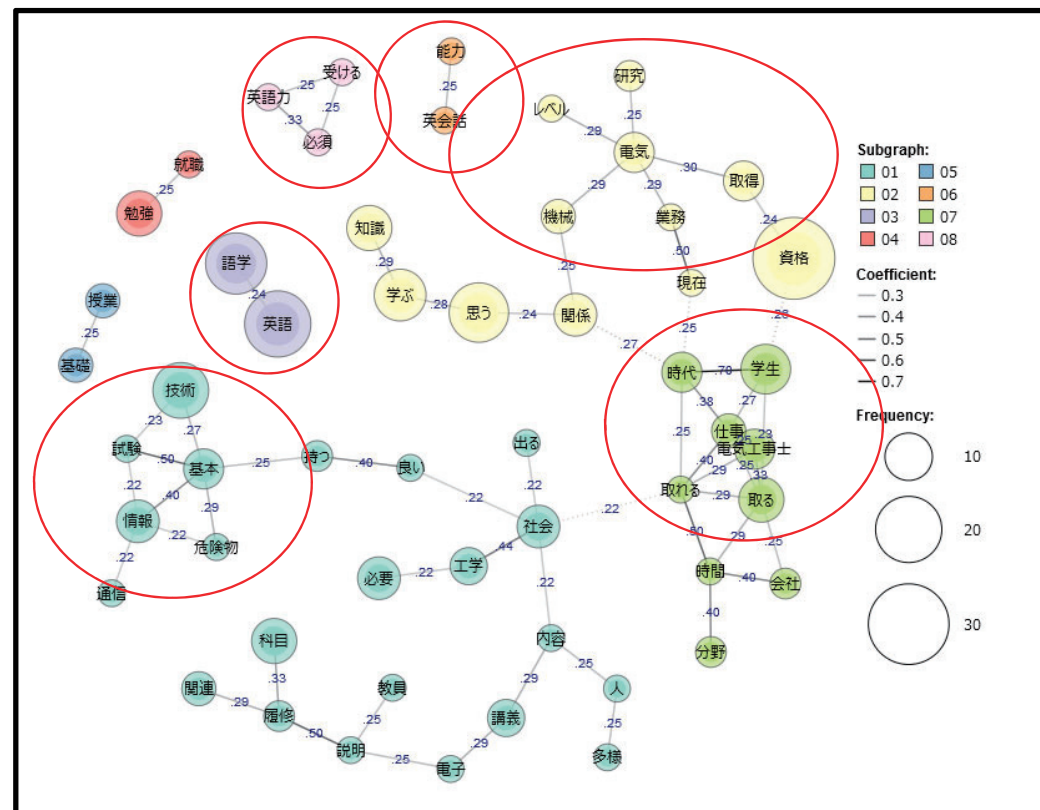 能力
.25
英会話
受ける
.25
英語力
.25
.33
必須
研究
レベル
.25
.29
電気
.30
取得
.29
.29
.24
機械
業務
資格
.50
.25
現在
就職
.25
勉強
知識
.29
学ぶ
.28
思う
.24
関係
語学
.24
英語
授業
.25
基礎
.27
.25
.28
時代
.70
学生
.38
.27
仕事
.23
.25
電気工事士
.25
.40
.29
.25
.33
取れる
.29
取る
.22
.50
.29
.25
時間
.40
会社
.40
分野
技術
.23
.27
試験
.50
基本
.25
持つ
.40
良い
.22
.40
.29
情報
.22
危険物
.22
通信
出る
.22
.22
社会
.44
工学
.22
必要
.22
内容
.25
人
.25
多様
.29
講義
.29
電子
.25
説明
.25
教員
.50
履修
.29
関連
.33
科目
Subgraph:
01 05
02 06
03 07
04 08
Coefficient:
0.3
0.4
0.5
0.6
0.7
Frequency:
10
20
30